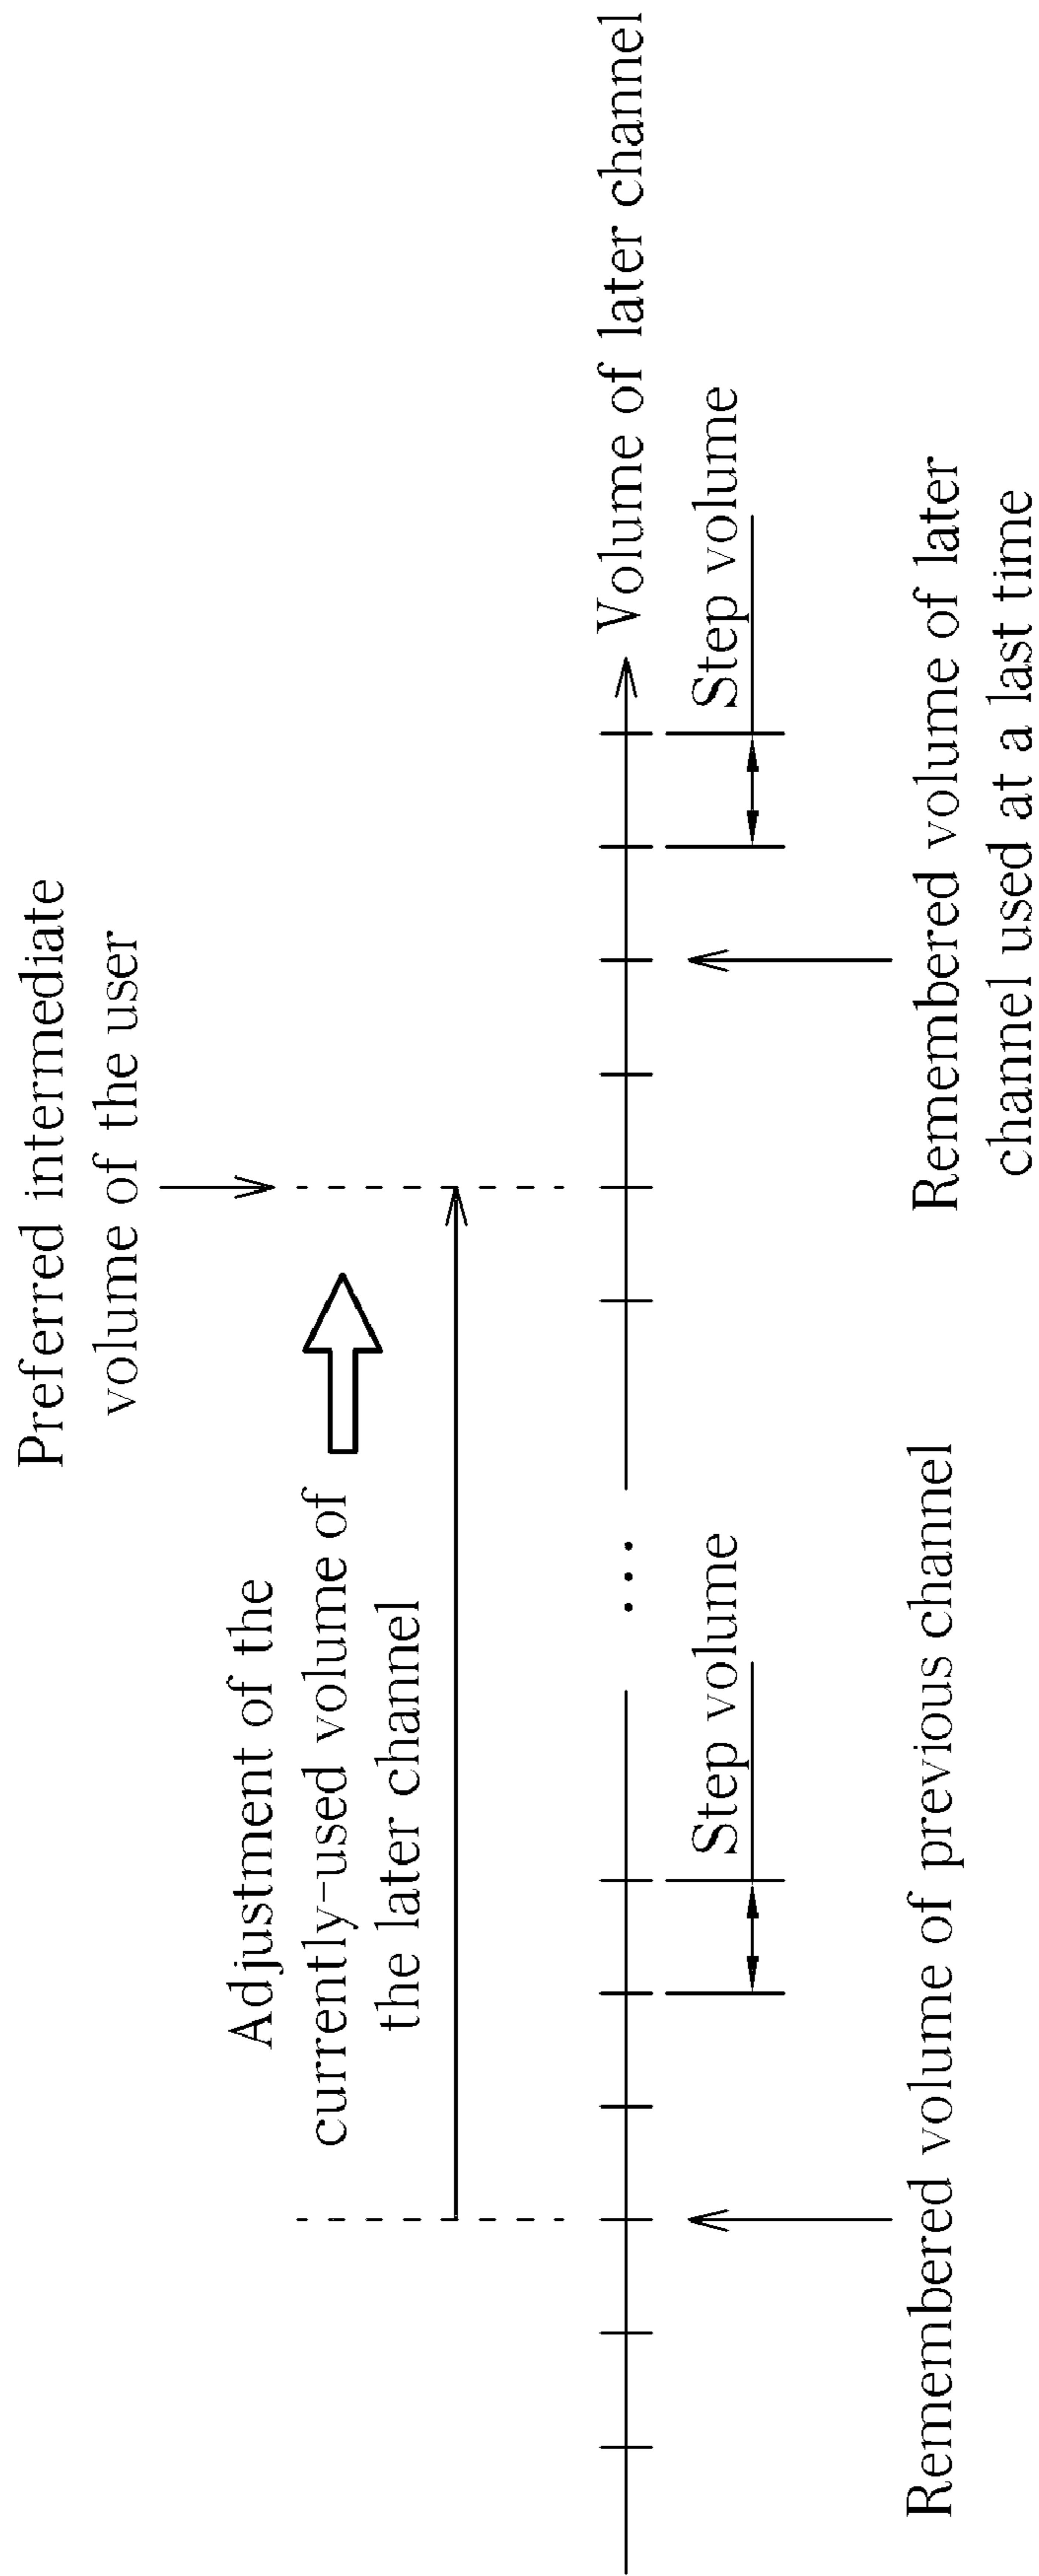 Preferred intermediate
volume of the user
Adjustment of the
currently-used volume of
the later channel
Volume of later channel
Step volume
Step volume
Remembered volume of previous channel
Remembered volume of later
channel used at a last time